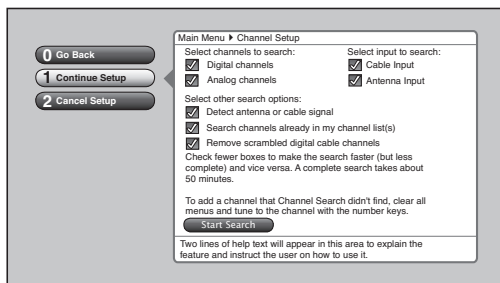 Main Menu ▶ Channel Setup
0 Go Back
1 Continue Setup
2 Cancel Setup
Select channels to search:
Digital channels
Analog channels
Select input to search:
Cable Input
Antenna Input
Select other search options:
Detect antenna or cable signal
Search channels already in my channel list(s)
Remove scrambled digital cable channels
Check fewer boxes to make the search faster (but less
complete) and vice versa. A complete search takes about
50 minutes.
To add a channel that Channel Search didn't find, clear all
menus and tune to the channel with the number keys.
Start Search
Two lines of help text will appear in this area to explain the
feature and instruct the user on how to use it.